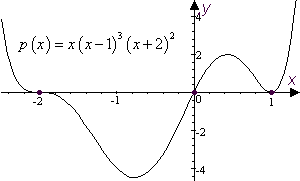 y
4
p(x) = x(x−1)³(x+2)²
2
x
-2
-1
0
1
-2
-4